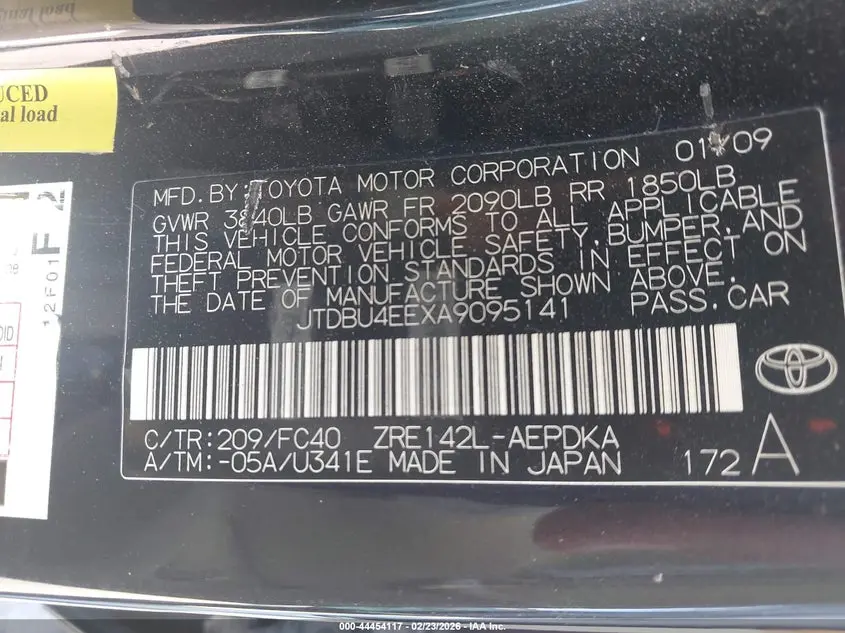 UCED
al load
MFD.BY:TOYOTA MOTOR CORPORATION 01/09
GVWR 3840LB GAWR FR 2090LB RR 1850LB
THIS VEHICLE CONFORMS TO ALL APPLICABLE
FEDERAL MOTOR VEHICLE SAFETY,BUMPER,AND
THEFT PREVENTION STANDARDS IN EFFECT ON
THE DATE OF MANUFACTURE SHOWN ABOVE.
JTDBU4EEXA9095141 PASS.CAR
C/TR:209/FC40 ZRE142L-AEPDKA
A/TM:-05A/U341E MADE IN JAPAN 172 A
12F01F
000-44454117 - 02/23/2026 - IAA Inc.